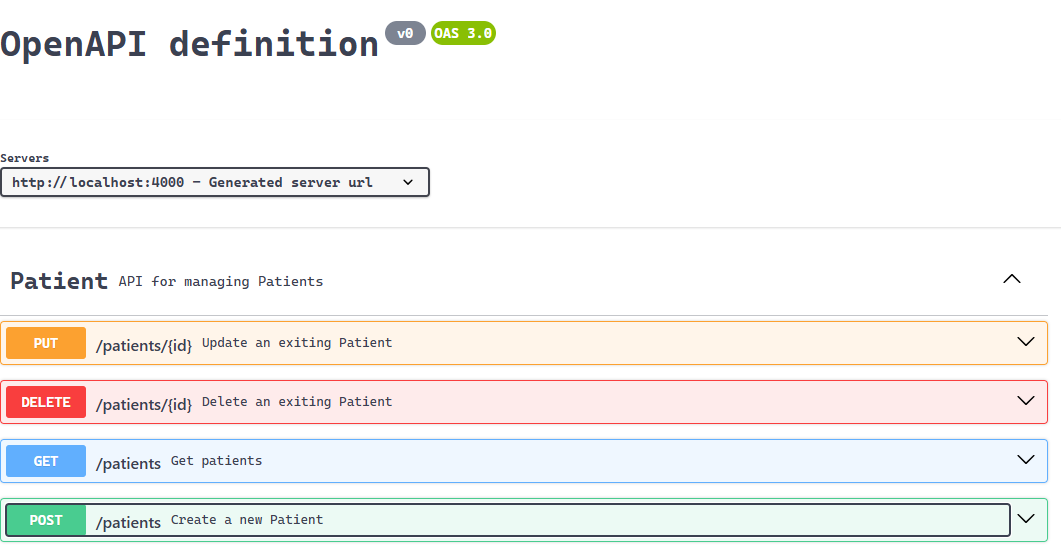 OpenAPI definition v0 OAS 3.0
Servers
http://localhost:4000 - Generated server url
Patient API for managing Patients
PUT /patients/{id} Update an exiting Patient
DELETE /patients/{id} Delete an exiting Patient
GET /patients Get patients
POST /patients Create a new Patient